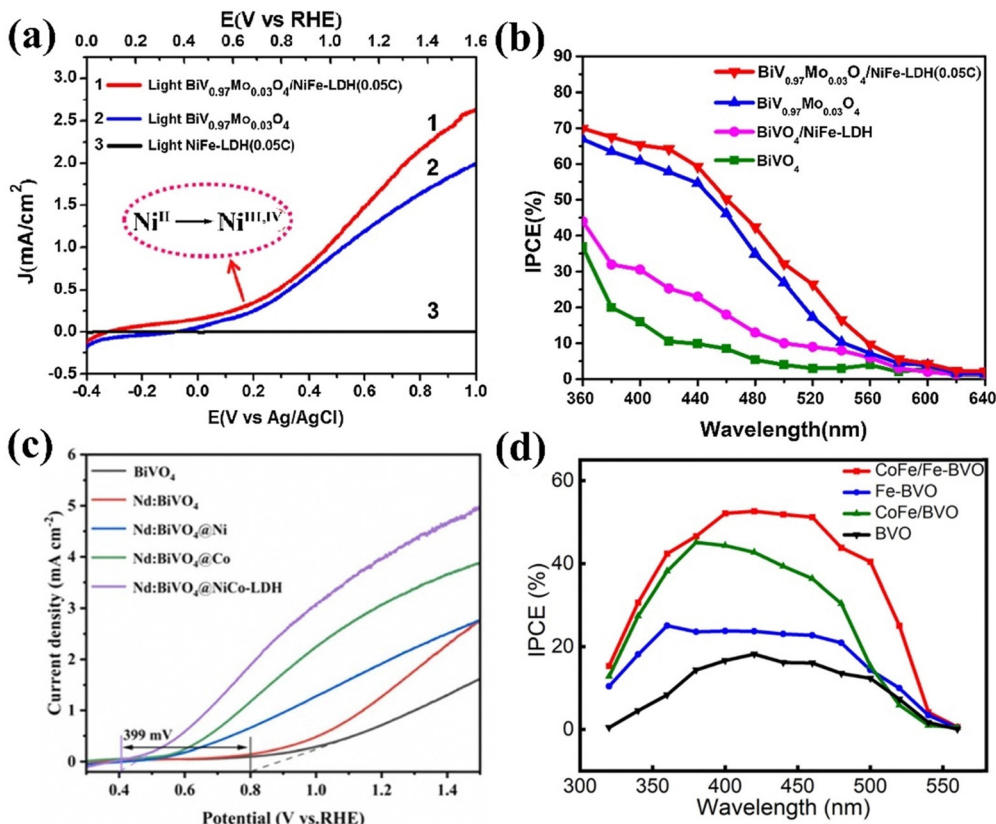 (a)
E(V vs RHE)
0.0 0.2 0.4 0.6 0.8 1.0 1.2 1.4 1.6
3.0
2.5
2.0
1.5
1.0
0.5
0.0
-0.5
J(mA/cm²)
1 Light BiV₀.₉₇Mo₀.₀₃O₄/NiFe-LDH(0.05C)
2 Light BiV₀.₉₇Mo₀.₀₃O₄
3 Light NiFe-LDH(0.05C)
Niᴵᴵ → Niᴵᴵᴵ,ᴵⱽ
1
2
3
-0.4 -0.2 0.0 0.2 0.4 0.6 0.8 1.0
E(V vs Ag/AgCl)
(b)
90
80
70
60
50
40
30
20
10
0
IPCE(%)
BiV₀.₉₇Mo₀.₀₃O₄/NiFe-LDH(0.05C)
BiV₀.₉₇Mo₀.₀₃O₄
BiVO₄/NiFe-LDH
BiVO₄
360 400 440 480 520 560 600 640
Wavelength(nm)
(c)
6
5
4
3
2
1
0
Current density (mA cm⁻²)
BiVO₄
Nd:BiVO₄
Nd:BiVO₄@Ni
Nd:BiVO₄@Co
Nd:BiVO₄@NiCo-LDH
399 mV
0.4 0.6 0.8 1.0 1.2 1.4
Potential (V vs.RHE)
(d)
60
40
20
0
IPCE (%)
CoFe/Fe-BVO
Fe-BVO
CoFe/BVO
BVO
300 350 400 450 500 550
Wavelength (nm)